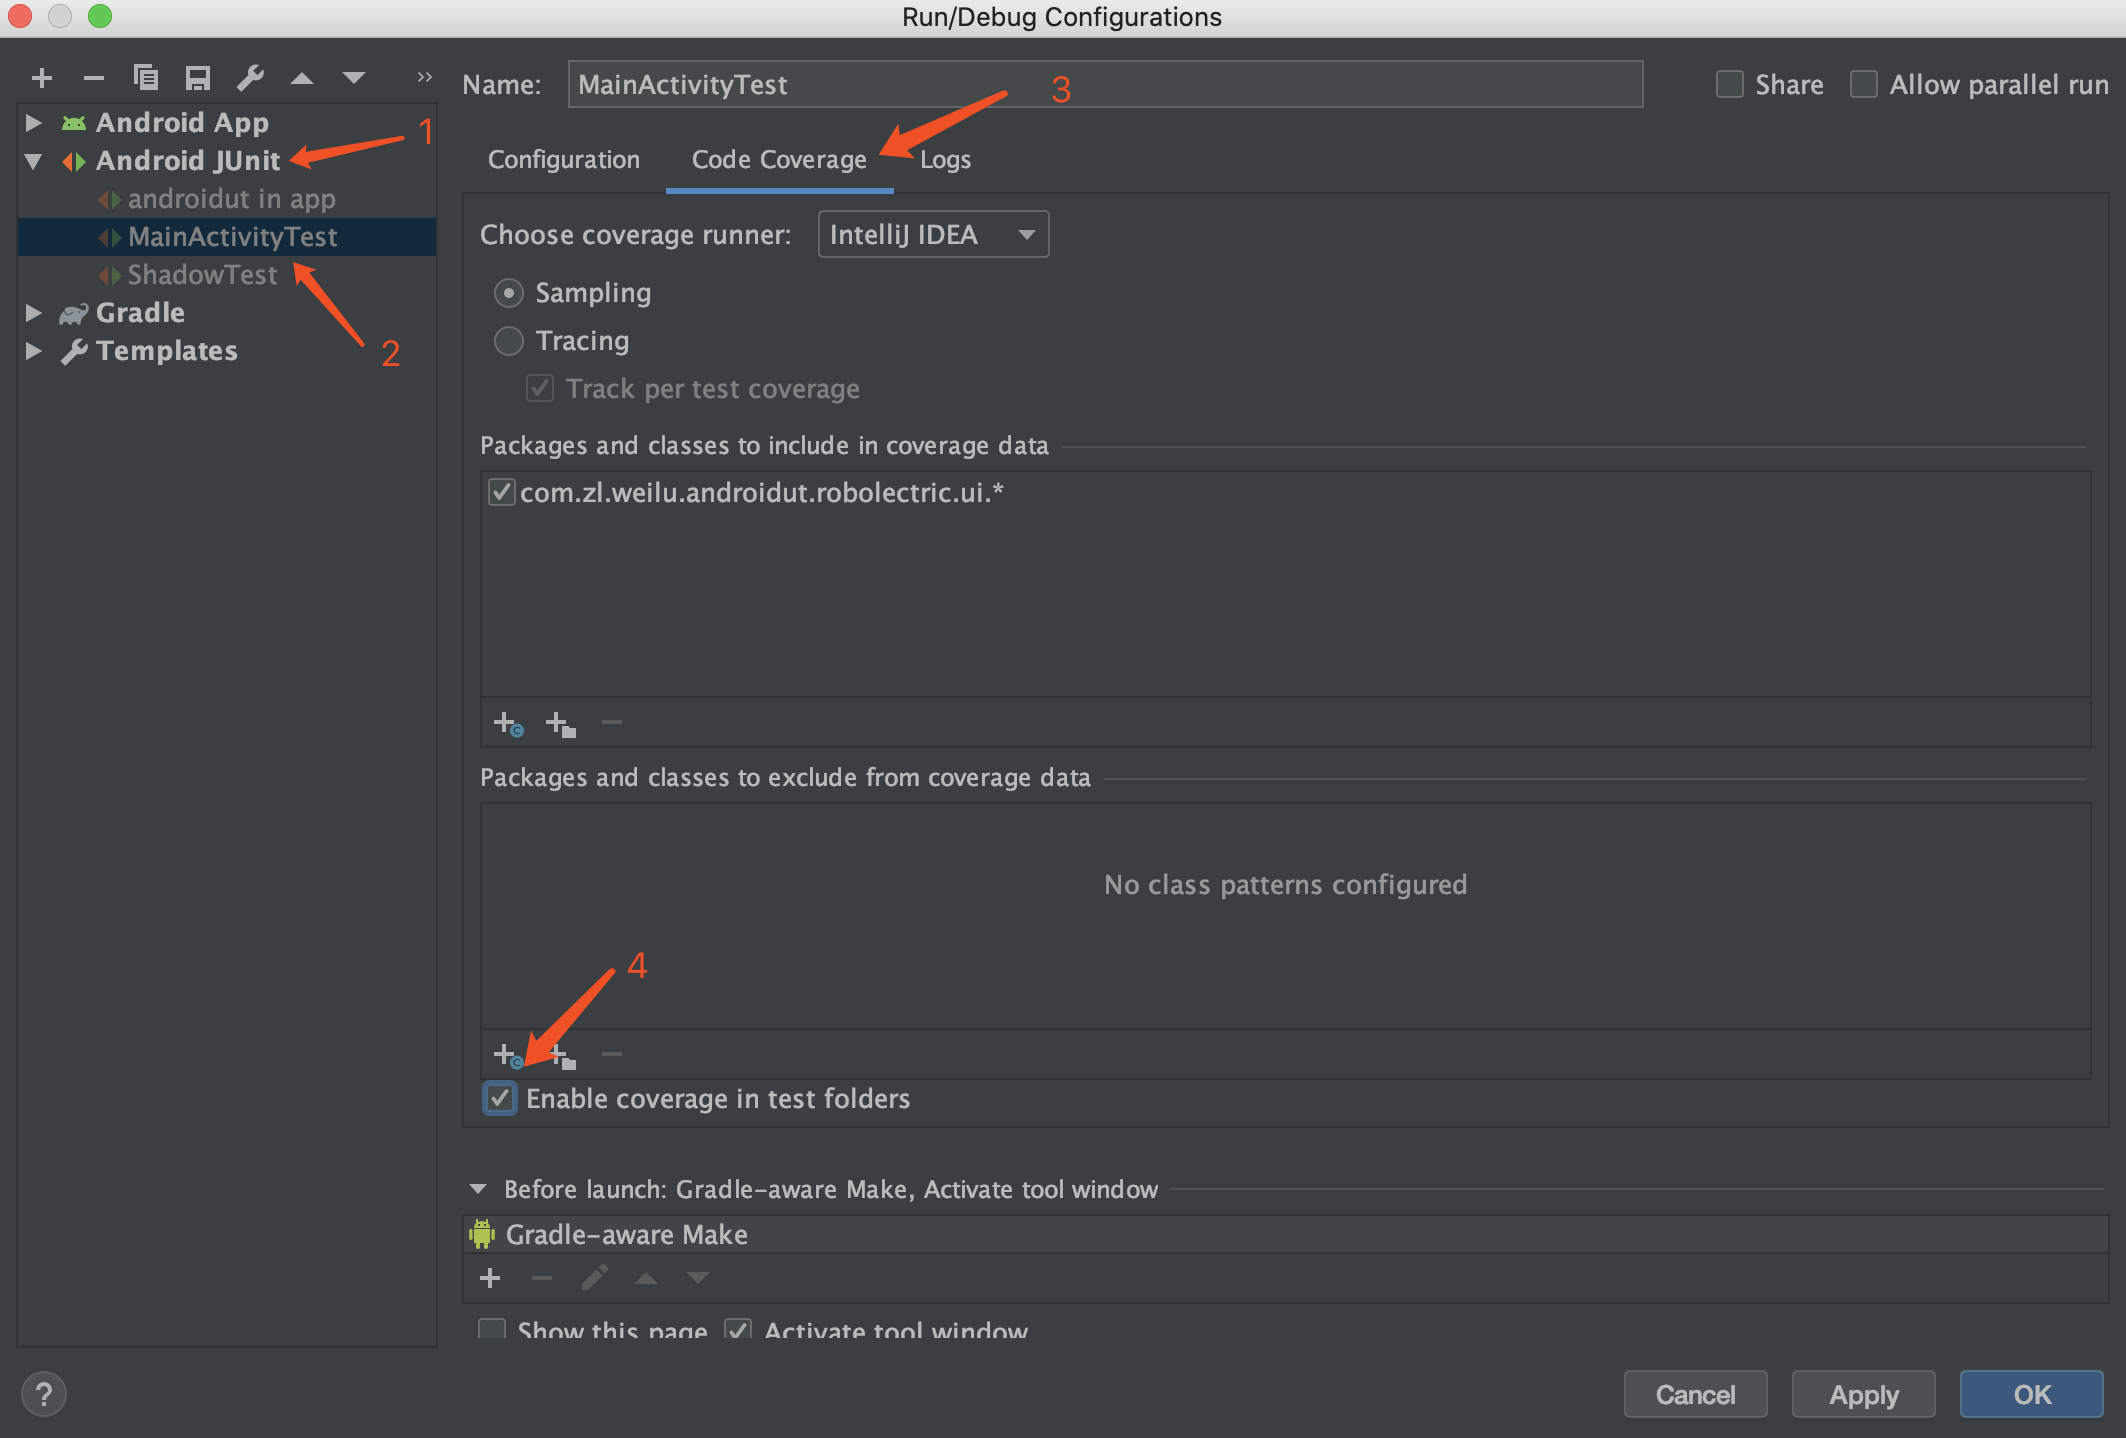 Run/Debug Configurations
Name: MainActivityTest
Share
Allow parallel run
Android App
Android JUnit
androidut in app
MainActivityTest
ShadowTest
Gradle
Templates
1
2
3
Configuration
Code Coverage
Logs
Choose coverage runner: IntelliJ IDEA
Sampling
Tracing
Track per test coverage
Packages and classes to include in coverage data
com.zl.weilu.androidut.robolectric.ui.*
Packages and classes to exclude from coverage data
No class patterns configured
4
Enable coverage in test folders
Before launch: Gradle-aware Make, Activate tool window
Gradle-aware Make
Show this page
Activate tool window
?
Cancel
Apply
OK